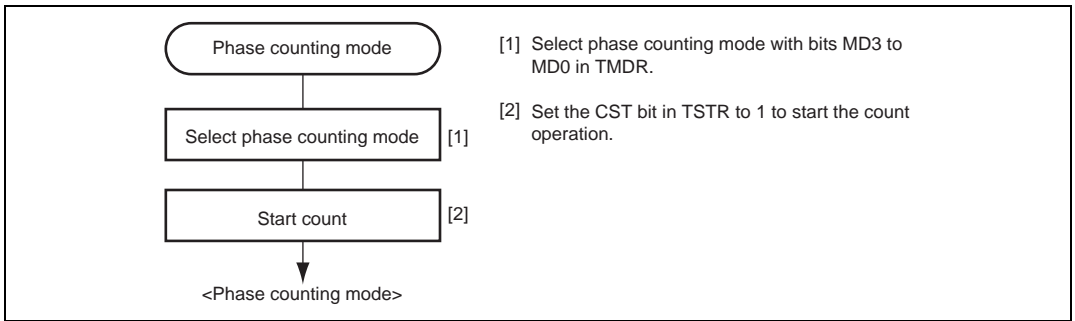 Phase counting mode
Select phase counting mode [1]
Start count [2]
<Phase counting mode>
[1] Select phase counting mode with bits MD3 to
MD0 in TMDR.
[2] Set the CST bit in TSTR to 1 to start the count
operation.